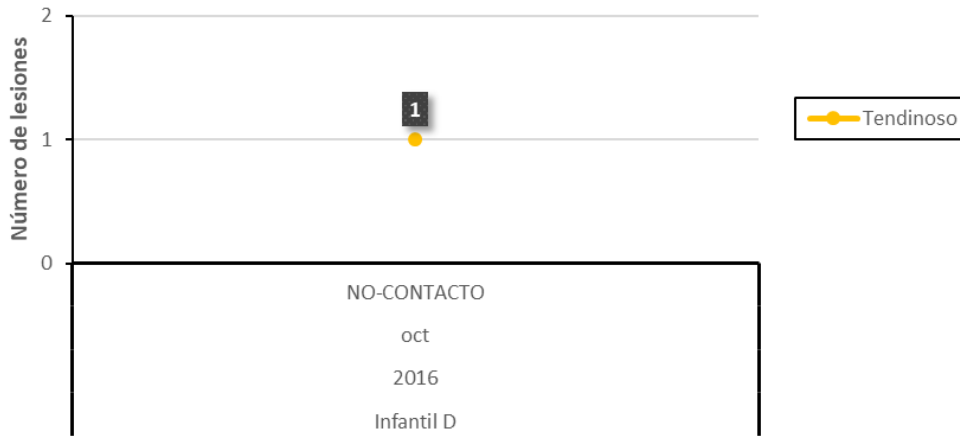 Número de lesiones
2
1
0
1
Tendinoso
NO-CONTACTO
oct
2016
Infantil D